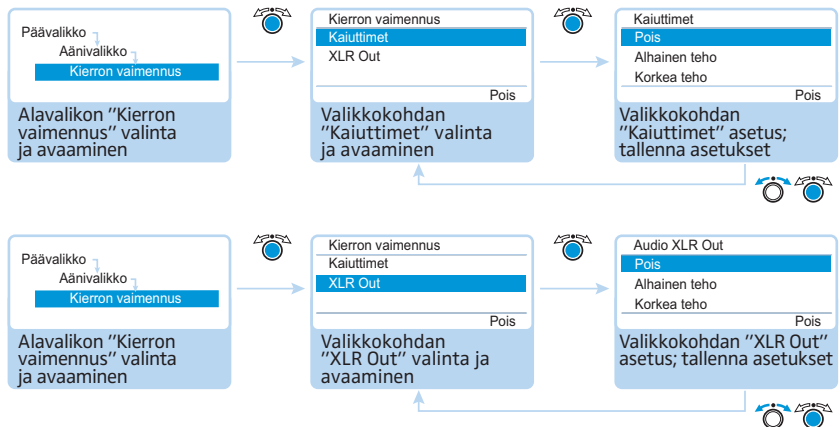 Päävalikko
Äänivalikko
Kierron vaimennus
Alavalikon "Kierron
vaimennus" valinta
ja avaaminen
Kierron vaimennus
Kaiuttimet
XLR Out
Pois
Valikkokohdan
"Kaiuttimet" valinta
ja avaaminen
Kaiuttimet
Pois
Alhainen teho
Korkea teho
Pois
Valikkokohdan
"Kaiuttimet" asetus;
tallenna asetukset
Päävalikko
Äänivalikko
Kierron vaimennus
Alavalikon "Kierron
vaimennus" valinta
ja avaaminen
Kierron vaimennus
Kaiuttimet
XLR Out
Pois
Valikkokohdan
"XLR Out" valinta ja
avaaminen
Audio XLR Out
Pois
Alhainen teho
Korkea teho
Pois
Valikkokohdan "XLR Out"
asetus; tallenna asetukset